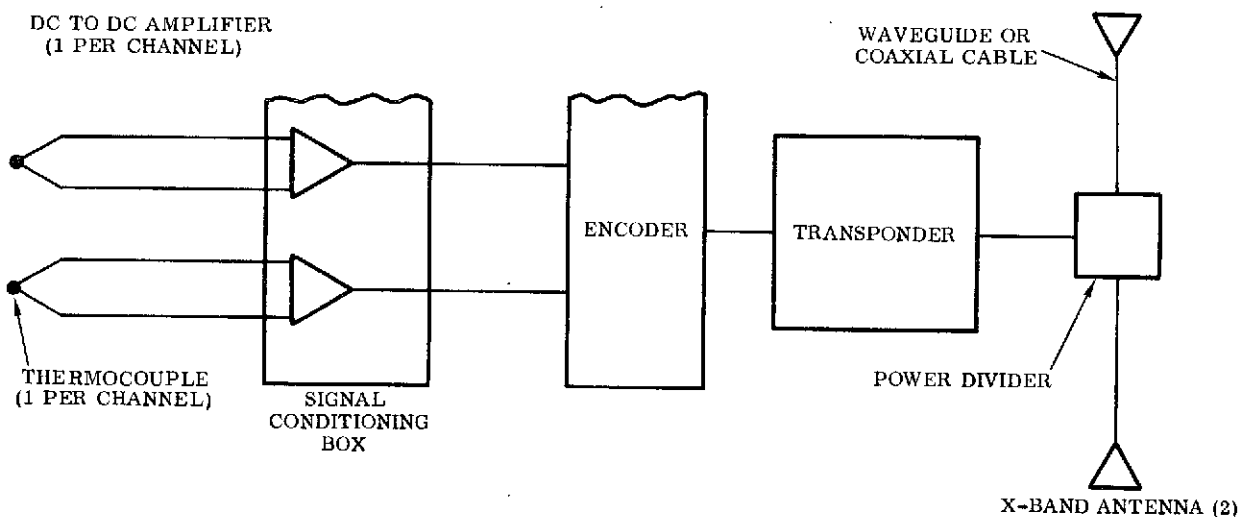 DC TO DC AMPLIFIER
(1 PER CHANNEL)
WAVEGUIDE OR
COAXIAL CABLE
ENCODER
TRANSPONDER
THERMOCOUPLE
(1 PER CHANNEL)
SIGNAL
CONDITIONING
BOX
POWER DIVIDER
X-BAND ANTENNA (2)